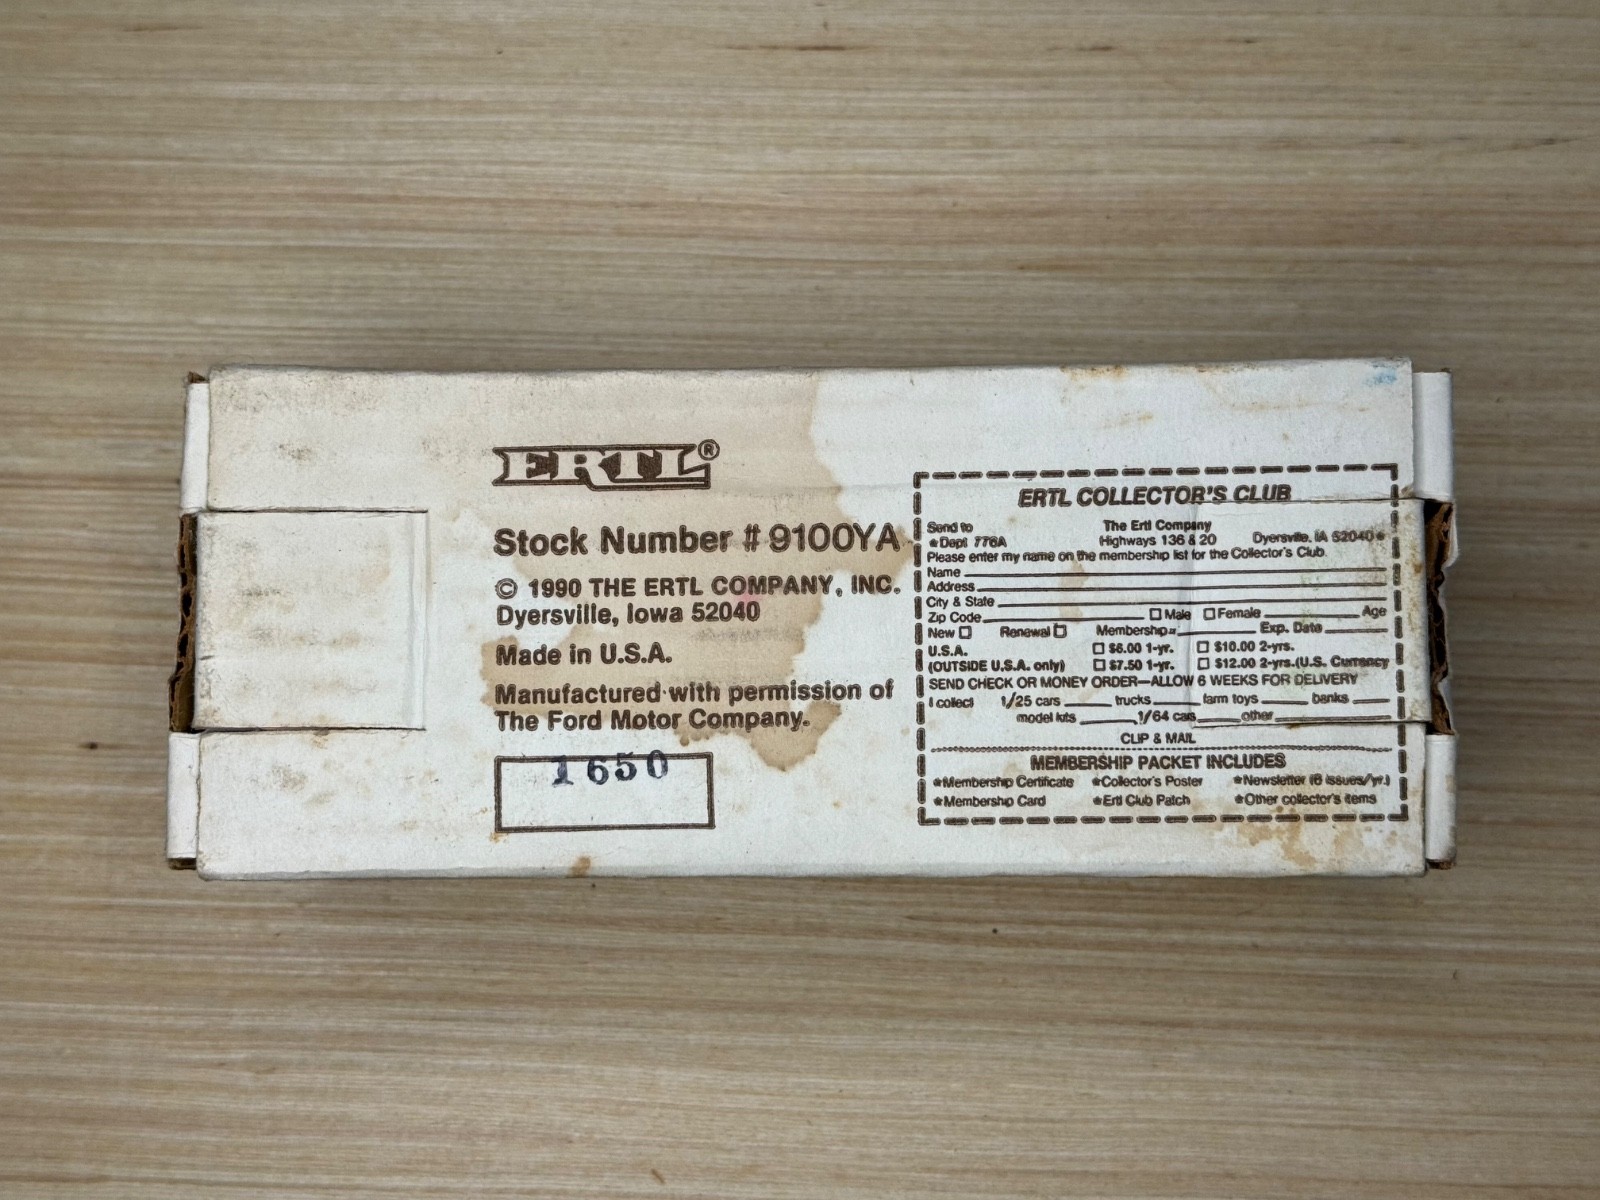 ERTL®
Stock Number # 9100YA
© 1990 THE ERTL COMPANY, INC.
Dyersville, Iowa 52040
Made in U.S.A.
Manufactured with permission of
The Ford Motor Company.
1650
ERTL COLLECTOR'S CLUB
Send to The Ertl Company
★Dept 776A Highways 136 & 20 Dyersville, IA 52040★
Please enter my name on the membership list for the Collector's Club.
Name
Address
City & State
Zip Code ☐ Male ☐ Female Age
New ☐ Renewal ☐ Membership# Exp. Date
U.S.A. ☐ $6.00 1-yr. ☐ $10.00 2-yrs.
(OUTSIDE U.S.A. only) ☐ $7.50 1-yr. ☐ $12.00 2-yrs.(U.S. Currency
SEND CHECK OR MONEY ORDER—ALLOW 6 WEEKS FOR DELIVERY
I collect 1/25 cars trucks farm toys banks
model kits 1/64 cars other
CLIP & MAIL
MEMBERSHIP PACKET INCLUDES
★Membership Certificate ★Collector's Poster ★Newsletter (6 issues/yr.)
★Membership Card ★Ertl Club Patch ★Other collector's items